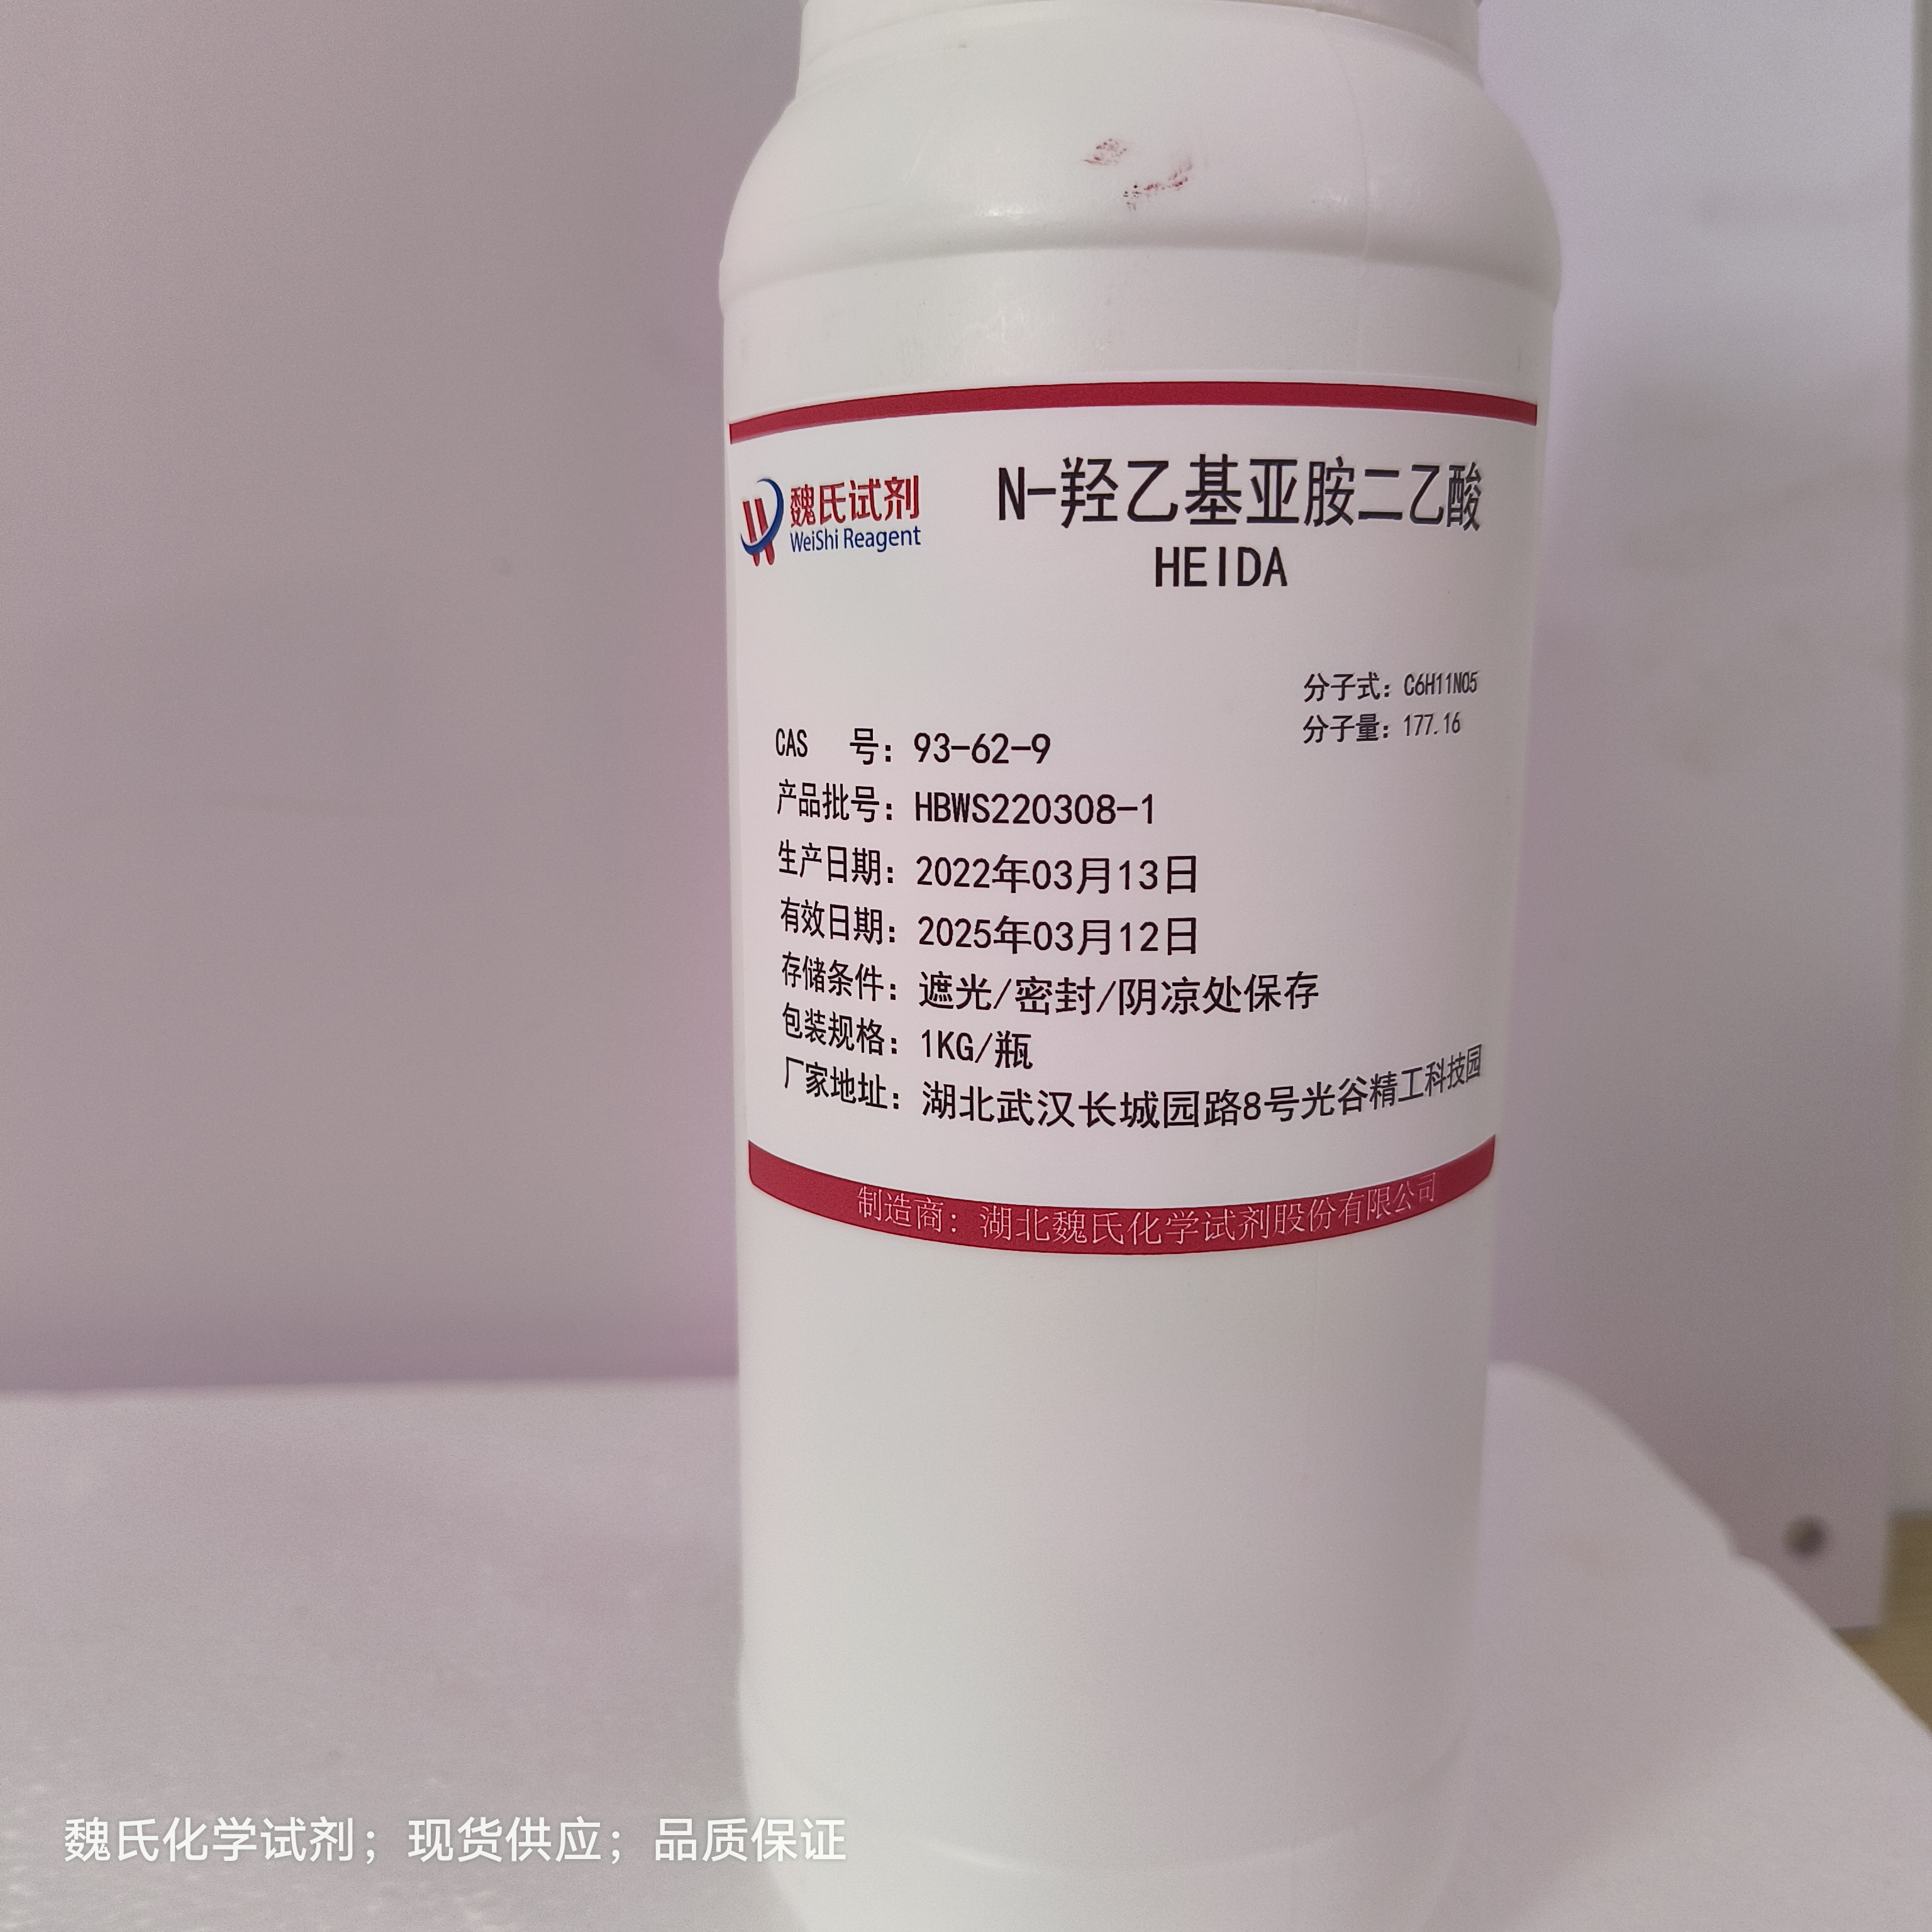 魏氏试剂
WeiShi Reagent
N-羟乙基亚胺二乙酸
HEIDA
分子式：C6H11NO5
分子量：177.16
CAS 号：93-62-9
产品批号：HBWS220308-1
生产日期：2022年03月13日
有效日期：2025年03月12日
存储条件：遮光/密封/阴凉处保存
包装规格：1KG/瓶
厂家地址：湖北武汉长城园路8号光谷精工科技园
制造商：湖北魏氏化学试剂股份有限公司
魏氏化学试剂；现货供应；品质保证